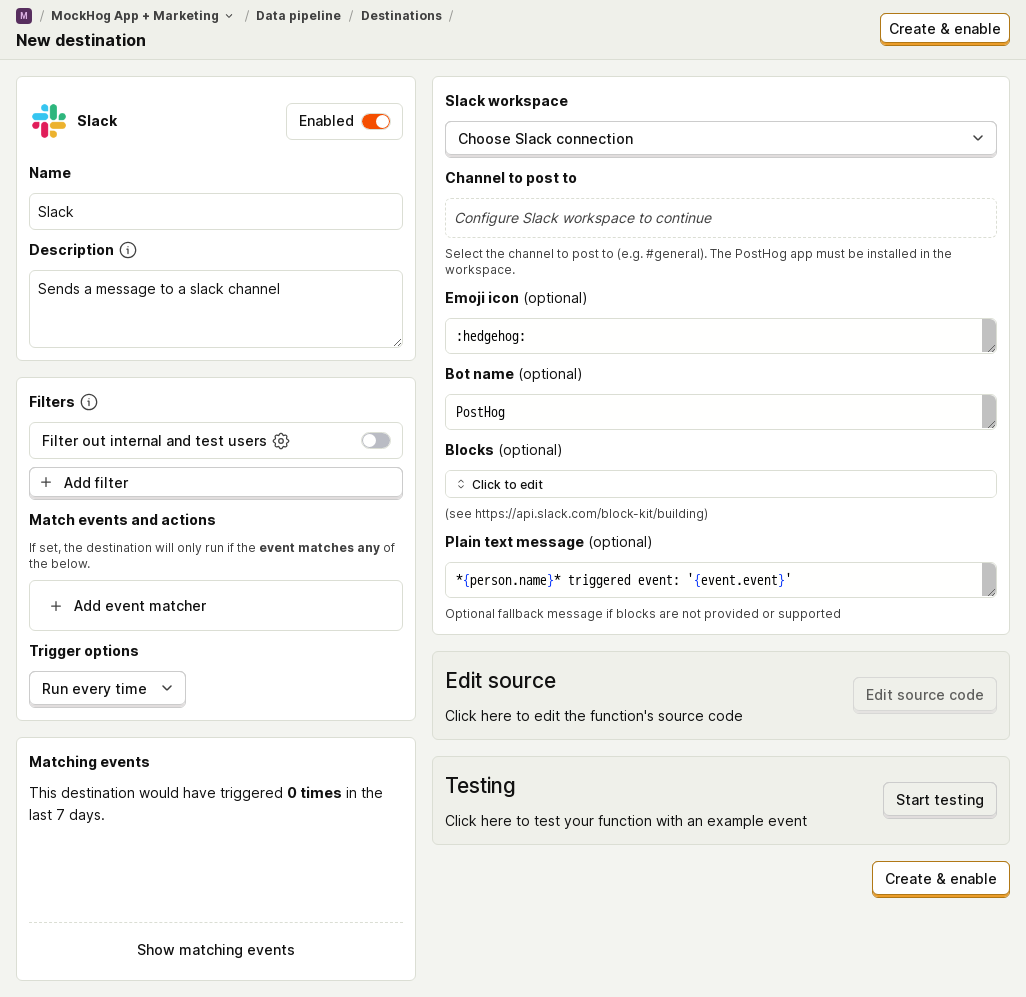 M / MockHog App + Marketing / Data pipeline / Destinations /
New destination
Create & enable
Slack
Enabled
Name
Slack
Description
Sends a message to a slack channel
Filters
Filter out internal and test users
Add filter
Match events and actions
If set, the destination will only run if the event matches any of
the below.
Add event matcher
Trigger options
Run every time
Matching events
This destination would have triggered 0 times in the
last 7 days.
Show matching events
Slack workspace
Choose Slack connection
Channel to post to
Configure Slack workspace to continue
Select the channel to post to (e.g. #general). The PostHog app must be installed in the
workspace.
Emoji icon (optional)
:hedgehog:
Bot name (optional)
PostHog
Blocks (optional)
Click to edit
(see https://api.slack.com/block-kit/building)
Plain text message (optional)
*{person.name}* triggered event: '{event.event}'
Optional fallback message if blocks are not provided or supported
Edit source
Click here to edit the function's source code
Edit source code
Testing
Click here to test your function with an example event
Start testing
Create & enable